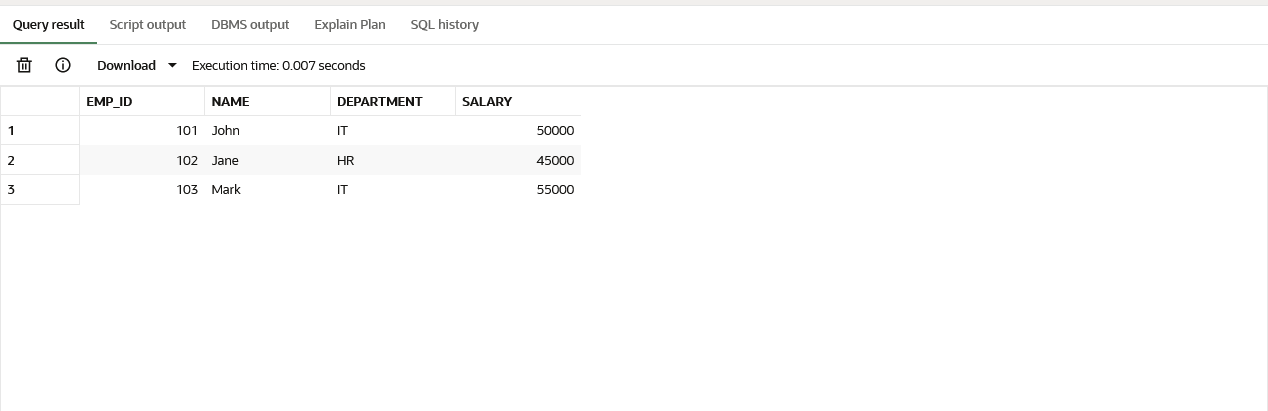 Query result Script output DBMS output Explain Plan SQL history
Download Execution time: 0.007 seconds
EMP_ID NAME DEPARTMENT SALARY
1 101 John IT 50000
2 102 Jane HR 45000
3 103 Mark IT 55000